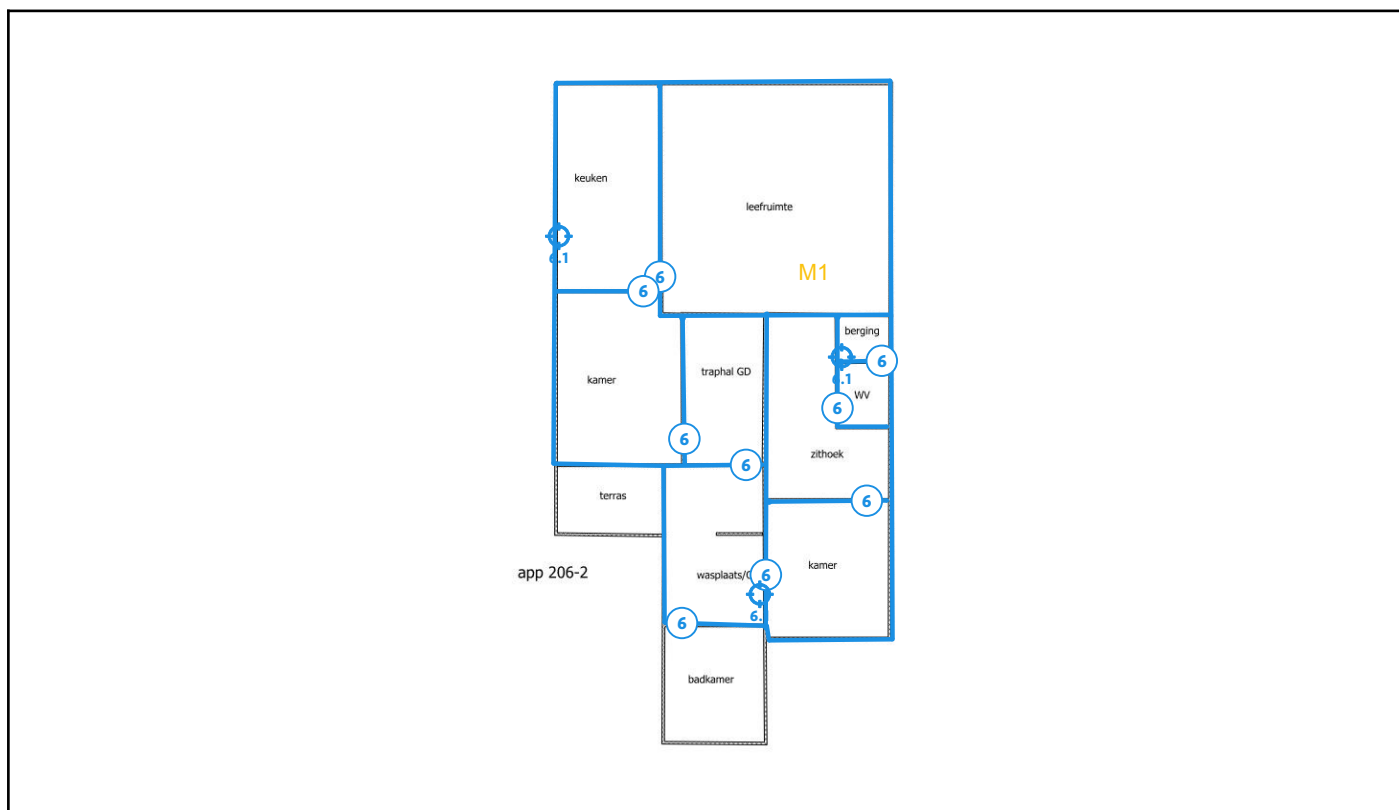 keuken
leefruimte
6.1
M1
6
6
berging
6
kamer
traphal GD
6.1
WV
6
6
zithoek
6
terras
6
kamer
app 206-2
wasplaats/
6
6.
6
badkamer